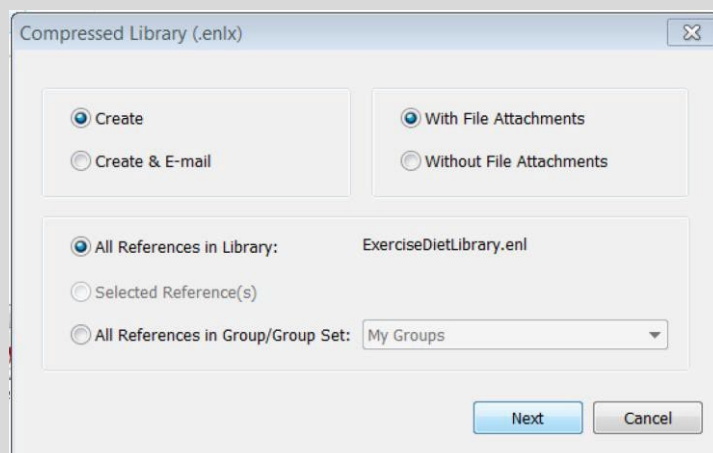 Compressed Library (.enlx)
Create
With File Attachments
Create & E-mail
Without File Attachments
All References in Library: ExerciseDietLibrary.enl
Selected Reference(s)
All References in Group/Group Set: My Groups
Next Cancel